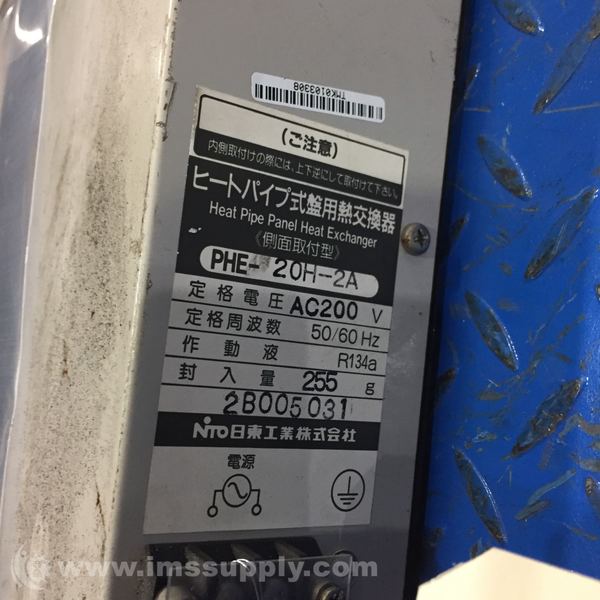 TMK0103308
(ご注意)
内側取付けの際には、上下逆にして取付けて下さい。
ヒートパイプ式盤用熱交換器
Heat Pipe Panel Heat Exchanger
《側面取付型》
PHE- 20H-2A
定格電圧 AC200 V
定格周波数 50/60 Hz
作動液 R134a
封入量 255 g
2B005031
NITO 日東工業株式会社
電源
www.imssupply.com